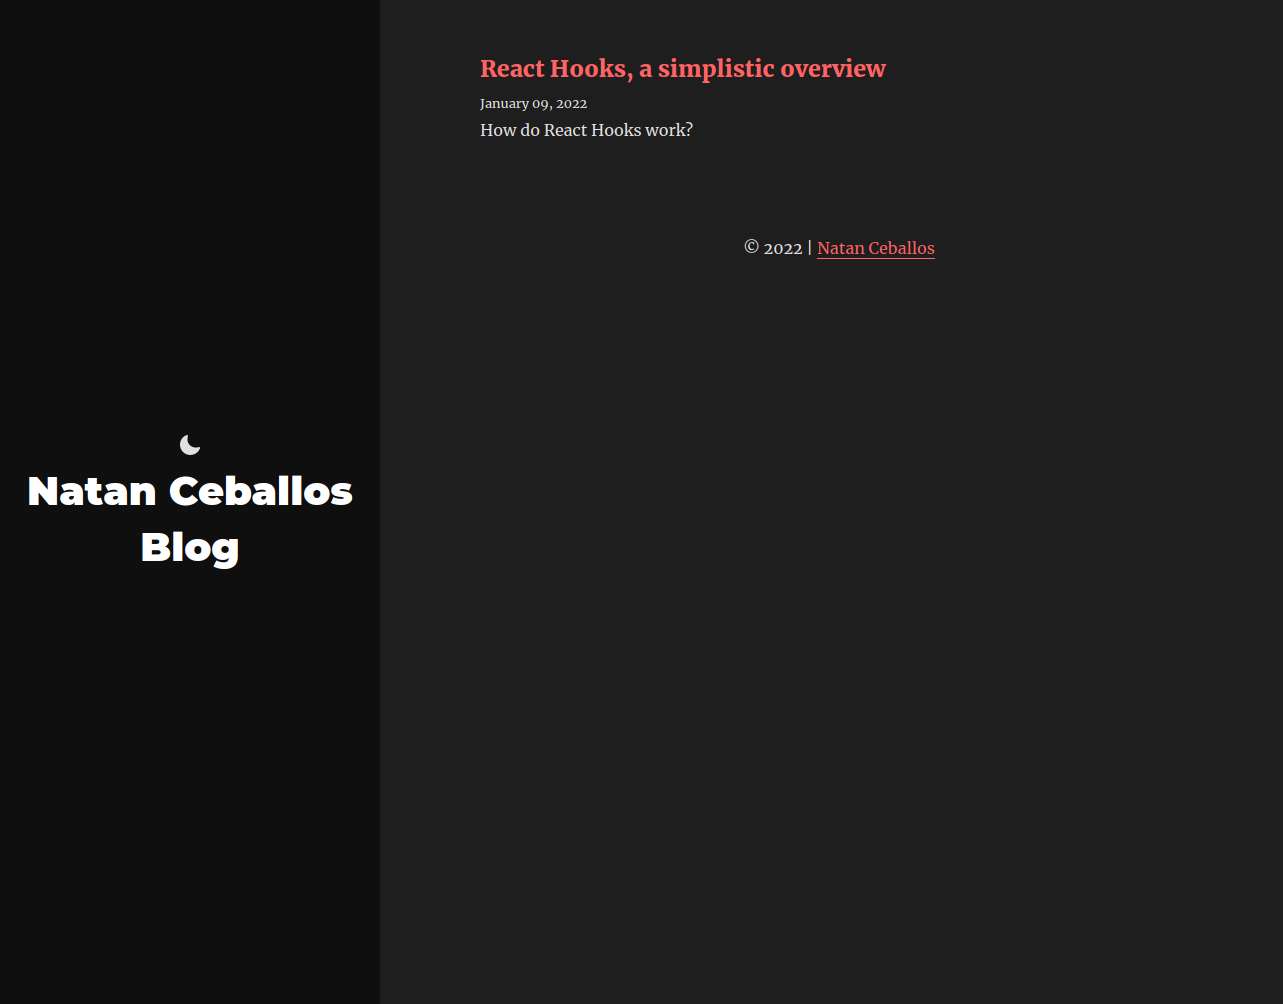 Natan Ceballos
Blog
React Hooks, a simplistic overview
January 09, 2022
How do React Hooks work?
© 2022 | Natan Ceballos